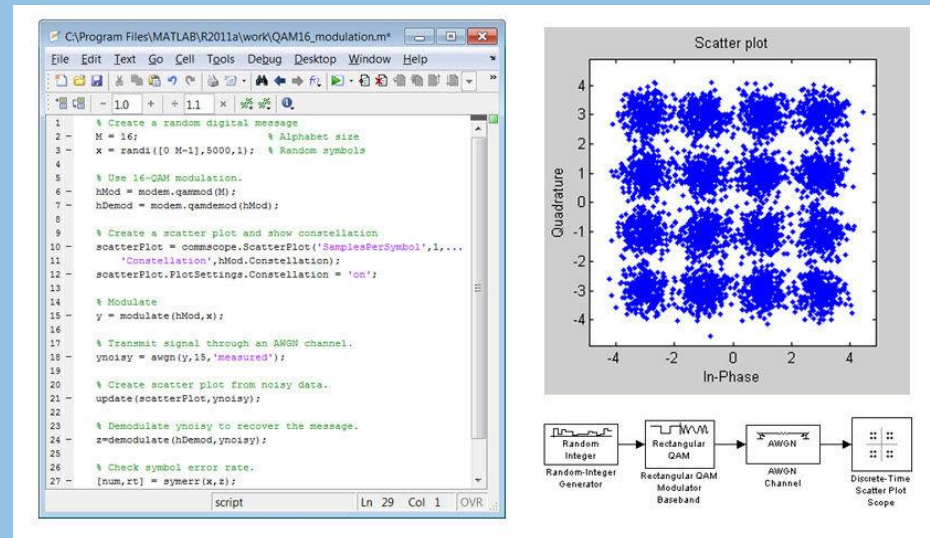 C:\Program Files\MATLAB\R2011a\work\QAM16_modulation.m*
File Edit Text Go Cell Tools Debug Desktop Window Help
- 1.0 + ÷ 1.1 ×
1 % Create a random digital message
2 – M = 16; % Alphabet size
3 – x = randi([0 M-1],5000,1); % Random symbols
4
5 % Use 16-QAM modulation.
6 – hMod = modem.qammod(M);
7 – hDemod = modem.qamdemod(hMod);
8
9 % Create a scatter plot and show constellation
10 – scatterPlot = commscope.ScatterPlot('SamplesPerSymbol',1,...
11 'Constellation',hMod.Constellation);
12 – scatterPlot.PlotSettings.Constellation = 'on';
13
14 % Modulate
15 – y = modulate(hMod,x);
16
17 % Transmit signal through an AWGN channel.
18 – ynoisy = awgn(y,15,'measured');
19
20 % Create scatter plot from noisy data.
21 – update(scatterPlot,ynoisy);
22
23 % Demodulate ynoisy to recover the message.
24 – z=demodulate(hDemod,ynoisy);
25
26 % Check symbol error rate.
27 – [num,rt] = symerr(x,z);
script Ln 29 Col 1 OVR
Scatter plot
4
3
2
1
0
-1
-2
-3
-4
Quadrature
-4 -2 0 2 4
In-Phase
Random
Integer
Random-Integer
Generator
Rectangular
QAM
Rectangular QAM
Modulator
Baseband
AWGN
AWGN
Channel
Discrete-Time
Scatter Plot
Scope